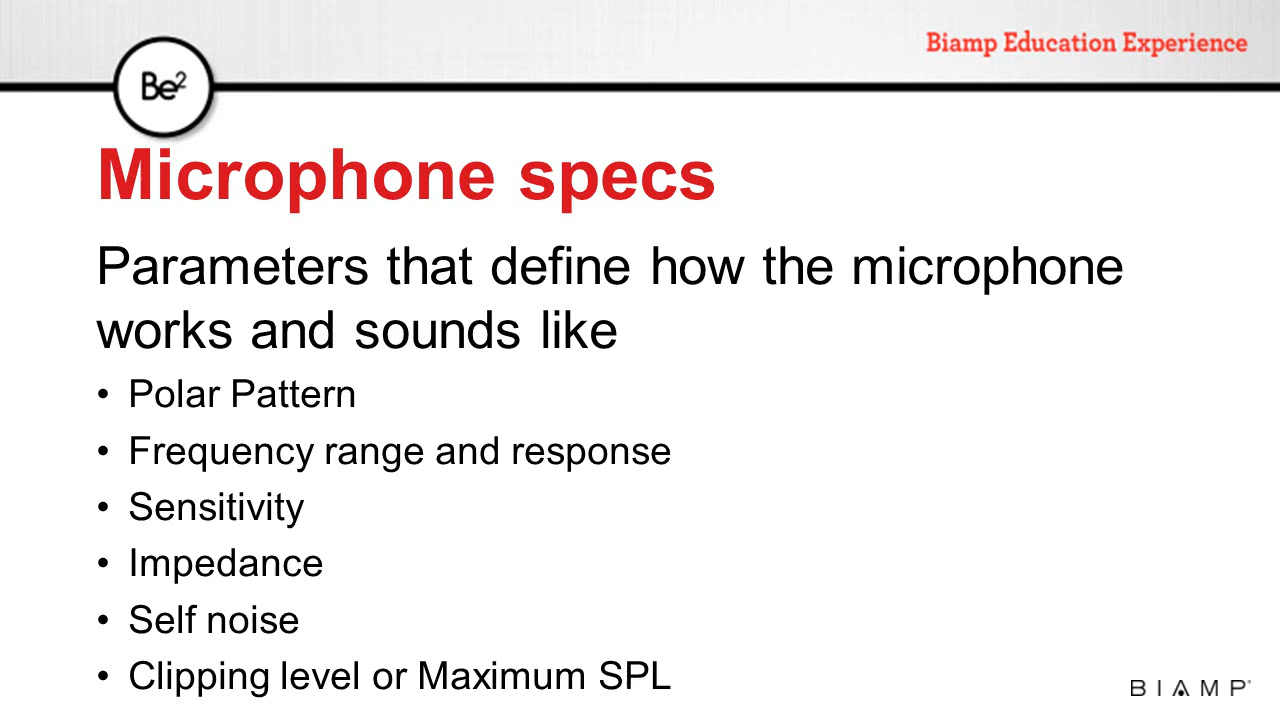 Biamp Education Experience
Be²
Microphone specs
Parameters that define how the microphone
works and sounds like
• Polar Pattern
• Frequency range and response
• Sensitivity
• Impedance
• Self noise
• Clipping level or Maximum SPL
BIAMP®